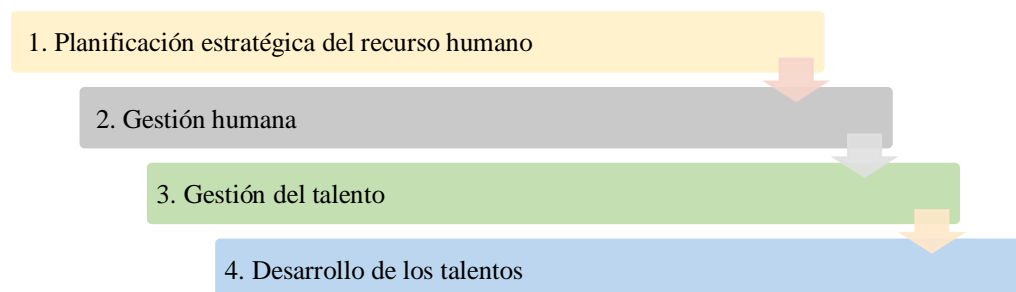 1. Planificación estratégica del recurso humano
2. Gestión humana
3. Gestión del talento
4. Desarrollo de los talentos